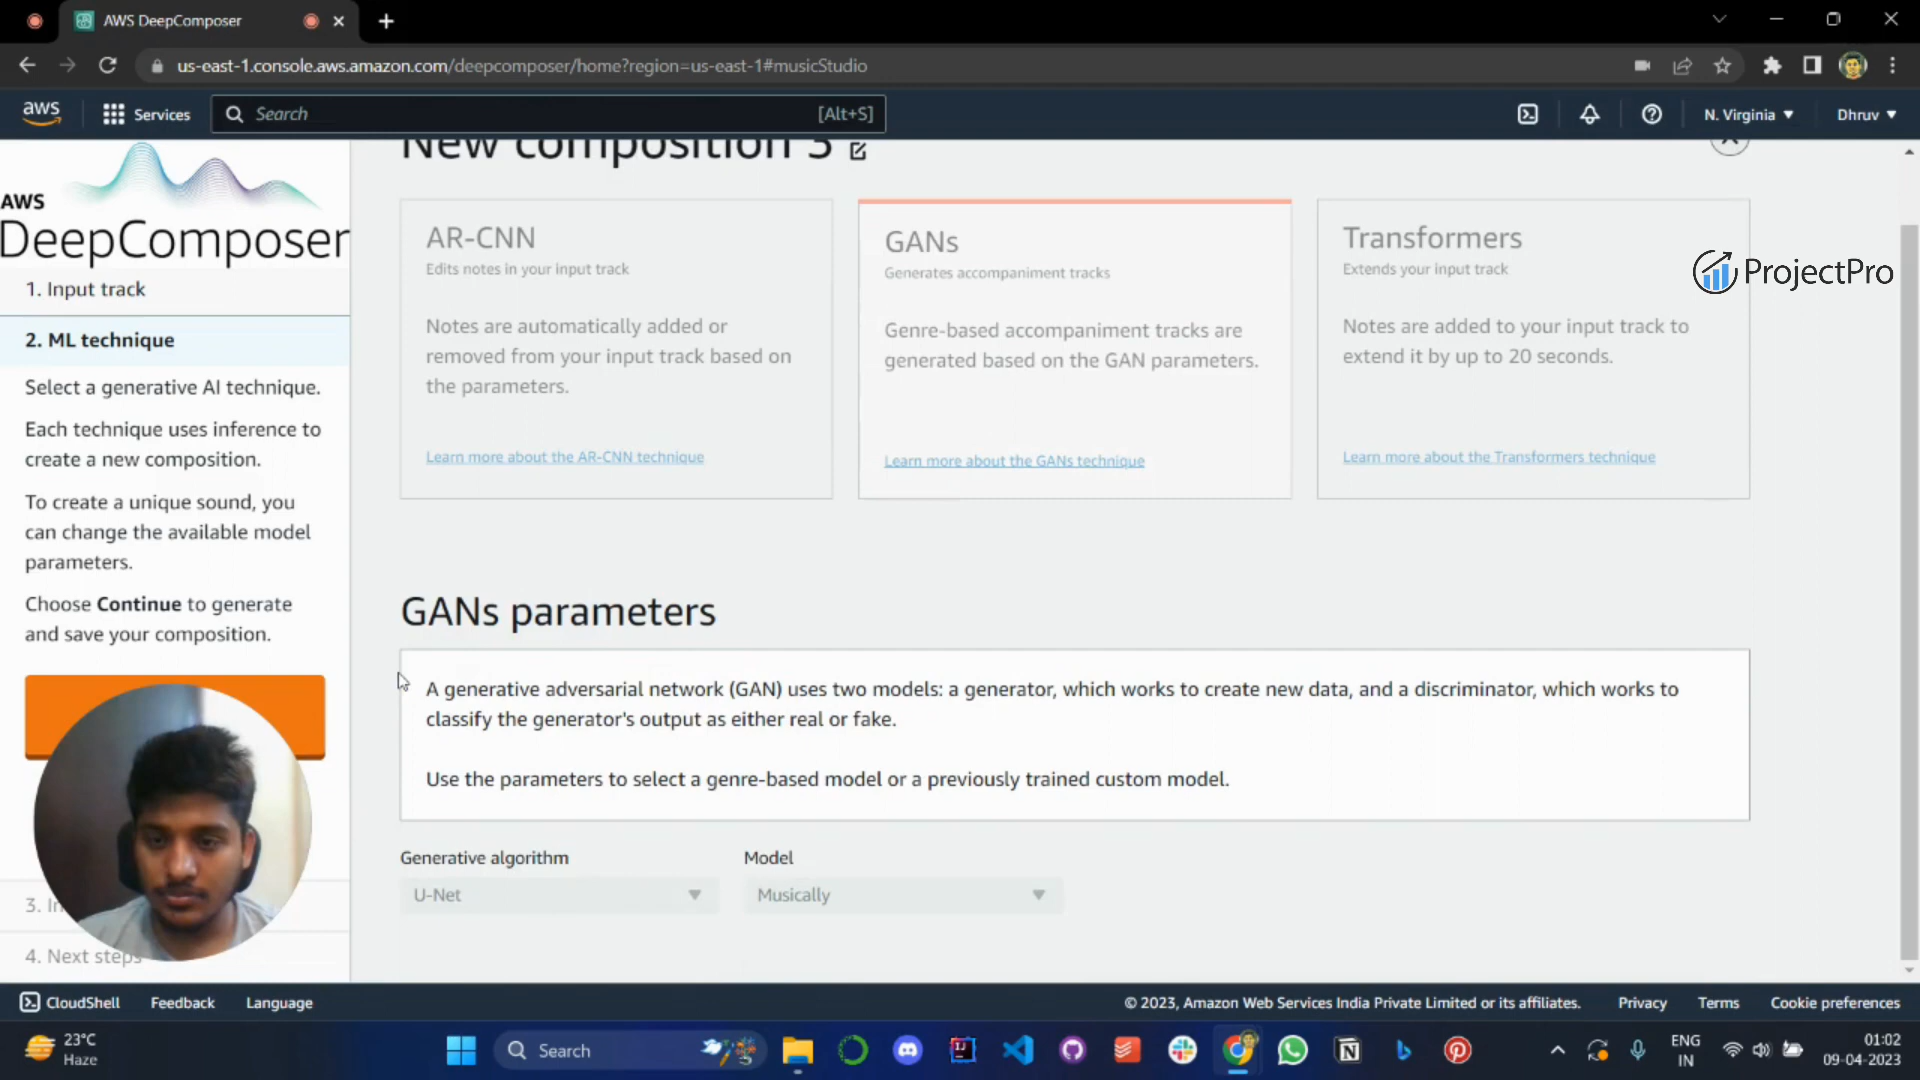 AWS DeepComposer
us-east-1.console.aws.amazon.com/deepcomposer/home?region=us-east-1#musicStudio
aws
Services
Search
[Alt+S]
N. Virginia
Dhruv
AWS
DeepComposer
1. Input track
2. ML technique
Select a generative AI technique.
Each technique uses inference to
create a new composition.
To create a unique sound, you
can change the available model
parameters.
Choose Continue to generate
and save your composition.
3. In
4. Next steps
New composition 3
AR-CNN
Edits notes in your input track
Notes are automatically added or
removed from your input track based on
the parameters.
Learn more about the AR-CNN technique
GANs
Generates accompaniment tracks
Genre-based accompaniment tracks are
generated based on the GAN parameters.
Learn more about the GANs technique
Transformers
Extends your input track
Notes are added to your input track to
extend it by up to 20 seconds.
Learn more about the Transformers technique
ProjectPro
GANs parameters
A generative adversarial network (GAN) uses two models: a generator, which works to create new data, and a discriminator, which works to
classify the generator's output as either real or fake.
Use the parameters to select a genre-based model or a previously trained custom model.
Generative algorithm
U-Net
Model
Musically
CloudShell
Feedback
Language
© 2023, Amazon Web Services India Private Limited or its affiliates.
Privacy
Terms
Cookie preferences
23°C
Haze
Search
ENG
IN
01:02
09-04-2023